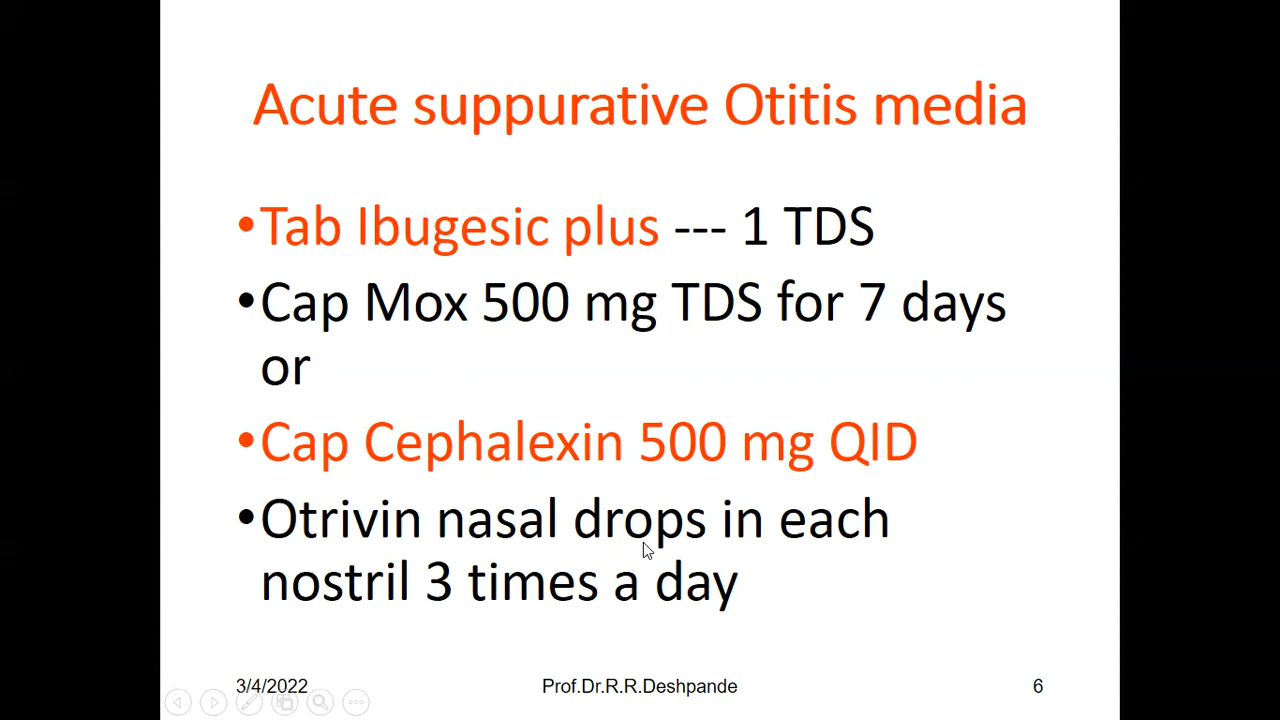 Acute suppurative Otitis media
•Tab Ibugesic plus --- 1 TDS
•Cap Mox 500 mg TDS for 7 days
or
•Cap Cephalexin 500 mg QID
•Otrivin nasal drops in each
nostril 3 times a day
3/4/2022 Prof.Dr.R.R.Deshpande 6